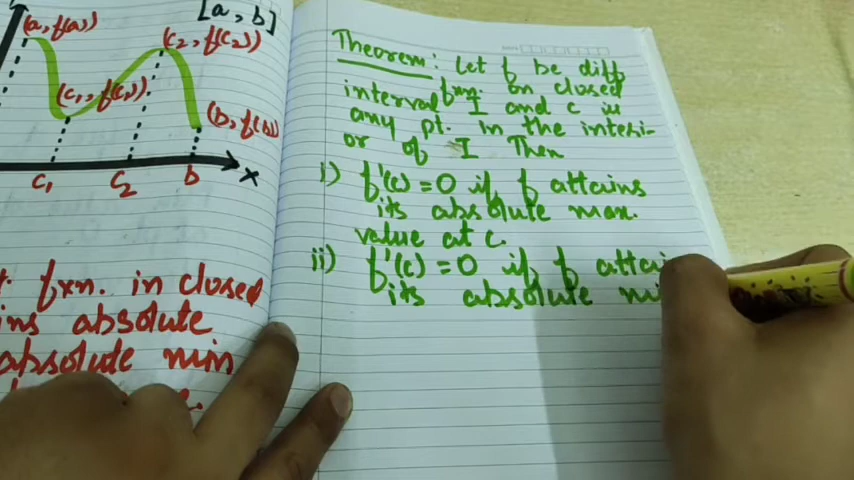 [a, b]
(a, f(a))
(c₂, f(c₂))
(c₁, f(c₁))
(b, f(b))
c₁ c₂ b x
t. fxn. in closed
ins absolute
absolute min
Theorem: Let f be diff
fxn. on closed
interval I and c is
any pt. in the interi-
or of I Then
i) f'(c) = 0 if f attains
its absolute max.
value at c.
ii) f'(c) = 0 if f attai
its absolute mi